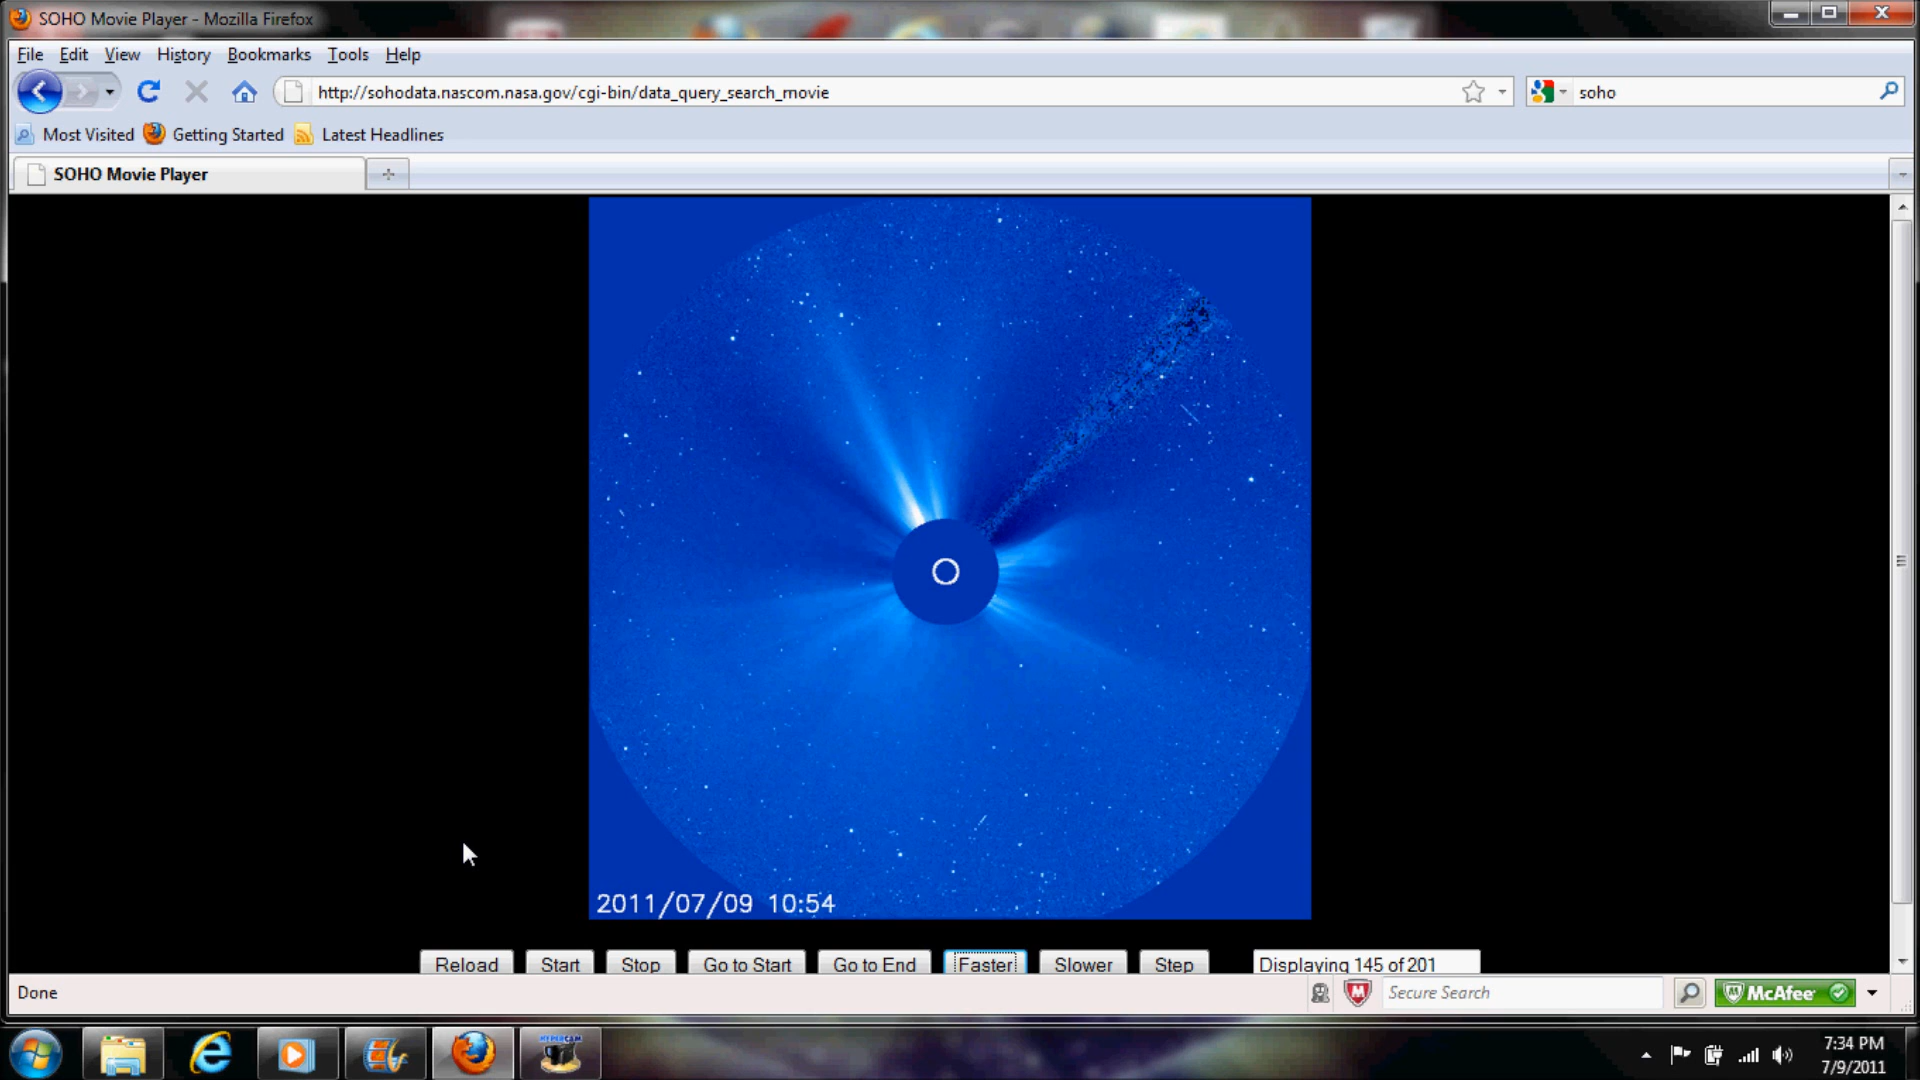 SOHO Movie Player - Mozilla Firefox
File Edit View History Bookmarks Tools Help
http://sohodata.nascom.nasa.gov/cgi-bin/data_query_search_movie
soho
Most Visited Getting Started Latest Headlines
SOHO Movie Player
2011/07/09 10:54
Reload Start Stop Go to Start Go to End Faster Slower Step Displaying 145 of 201
Done
Secure Search
McAfee
HYPERCAM
7:34 PM
7/9/2011